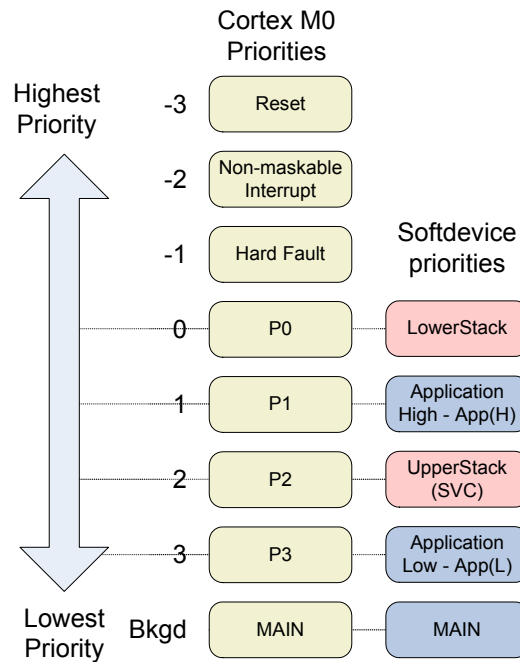 Cortex M0
Priorities
Highest
Priority
-3
Reset
-2
Non-maskable
Interrupt
-1
Hard Fault
Softdevice
priorities
0
P0
LowerStack
1
P1
Application
High - App(H)
2
P2
UpperStack
(SVC)
3
P3
Application
Low - App(L)
Lowest
Priority
Bkgd
MAIN
MAIN